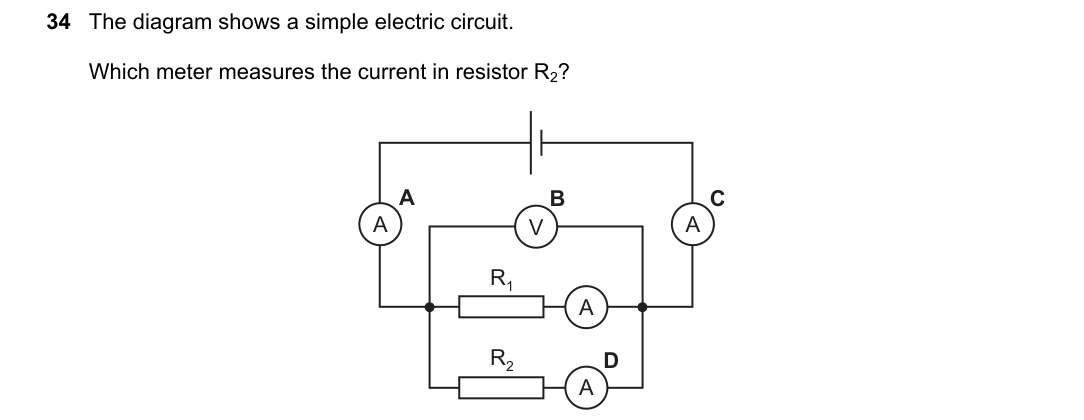 34 The diagram shows a simple electric circuit.
Which meter measures the current in resistor R₂?
A
B
C
A
V
A
R₁
A
R₂
D
A